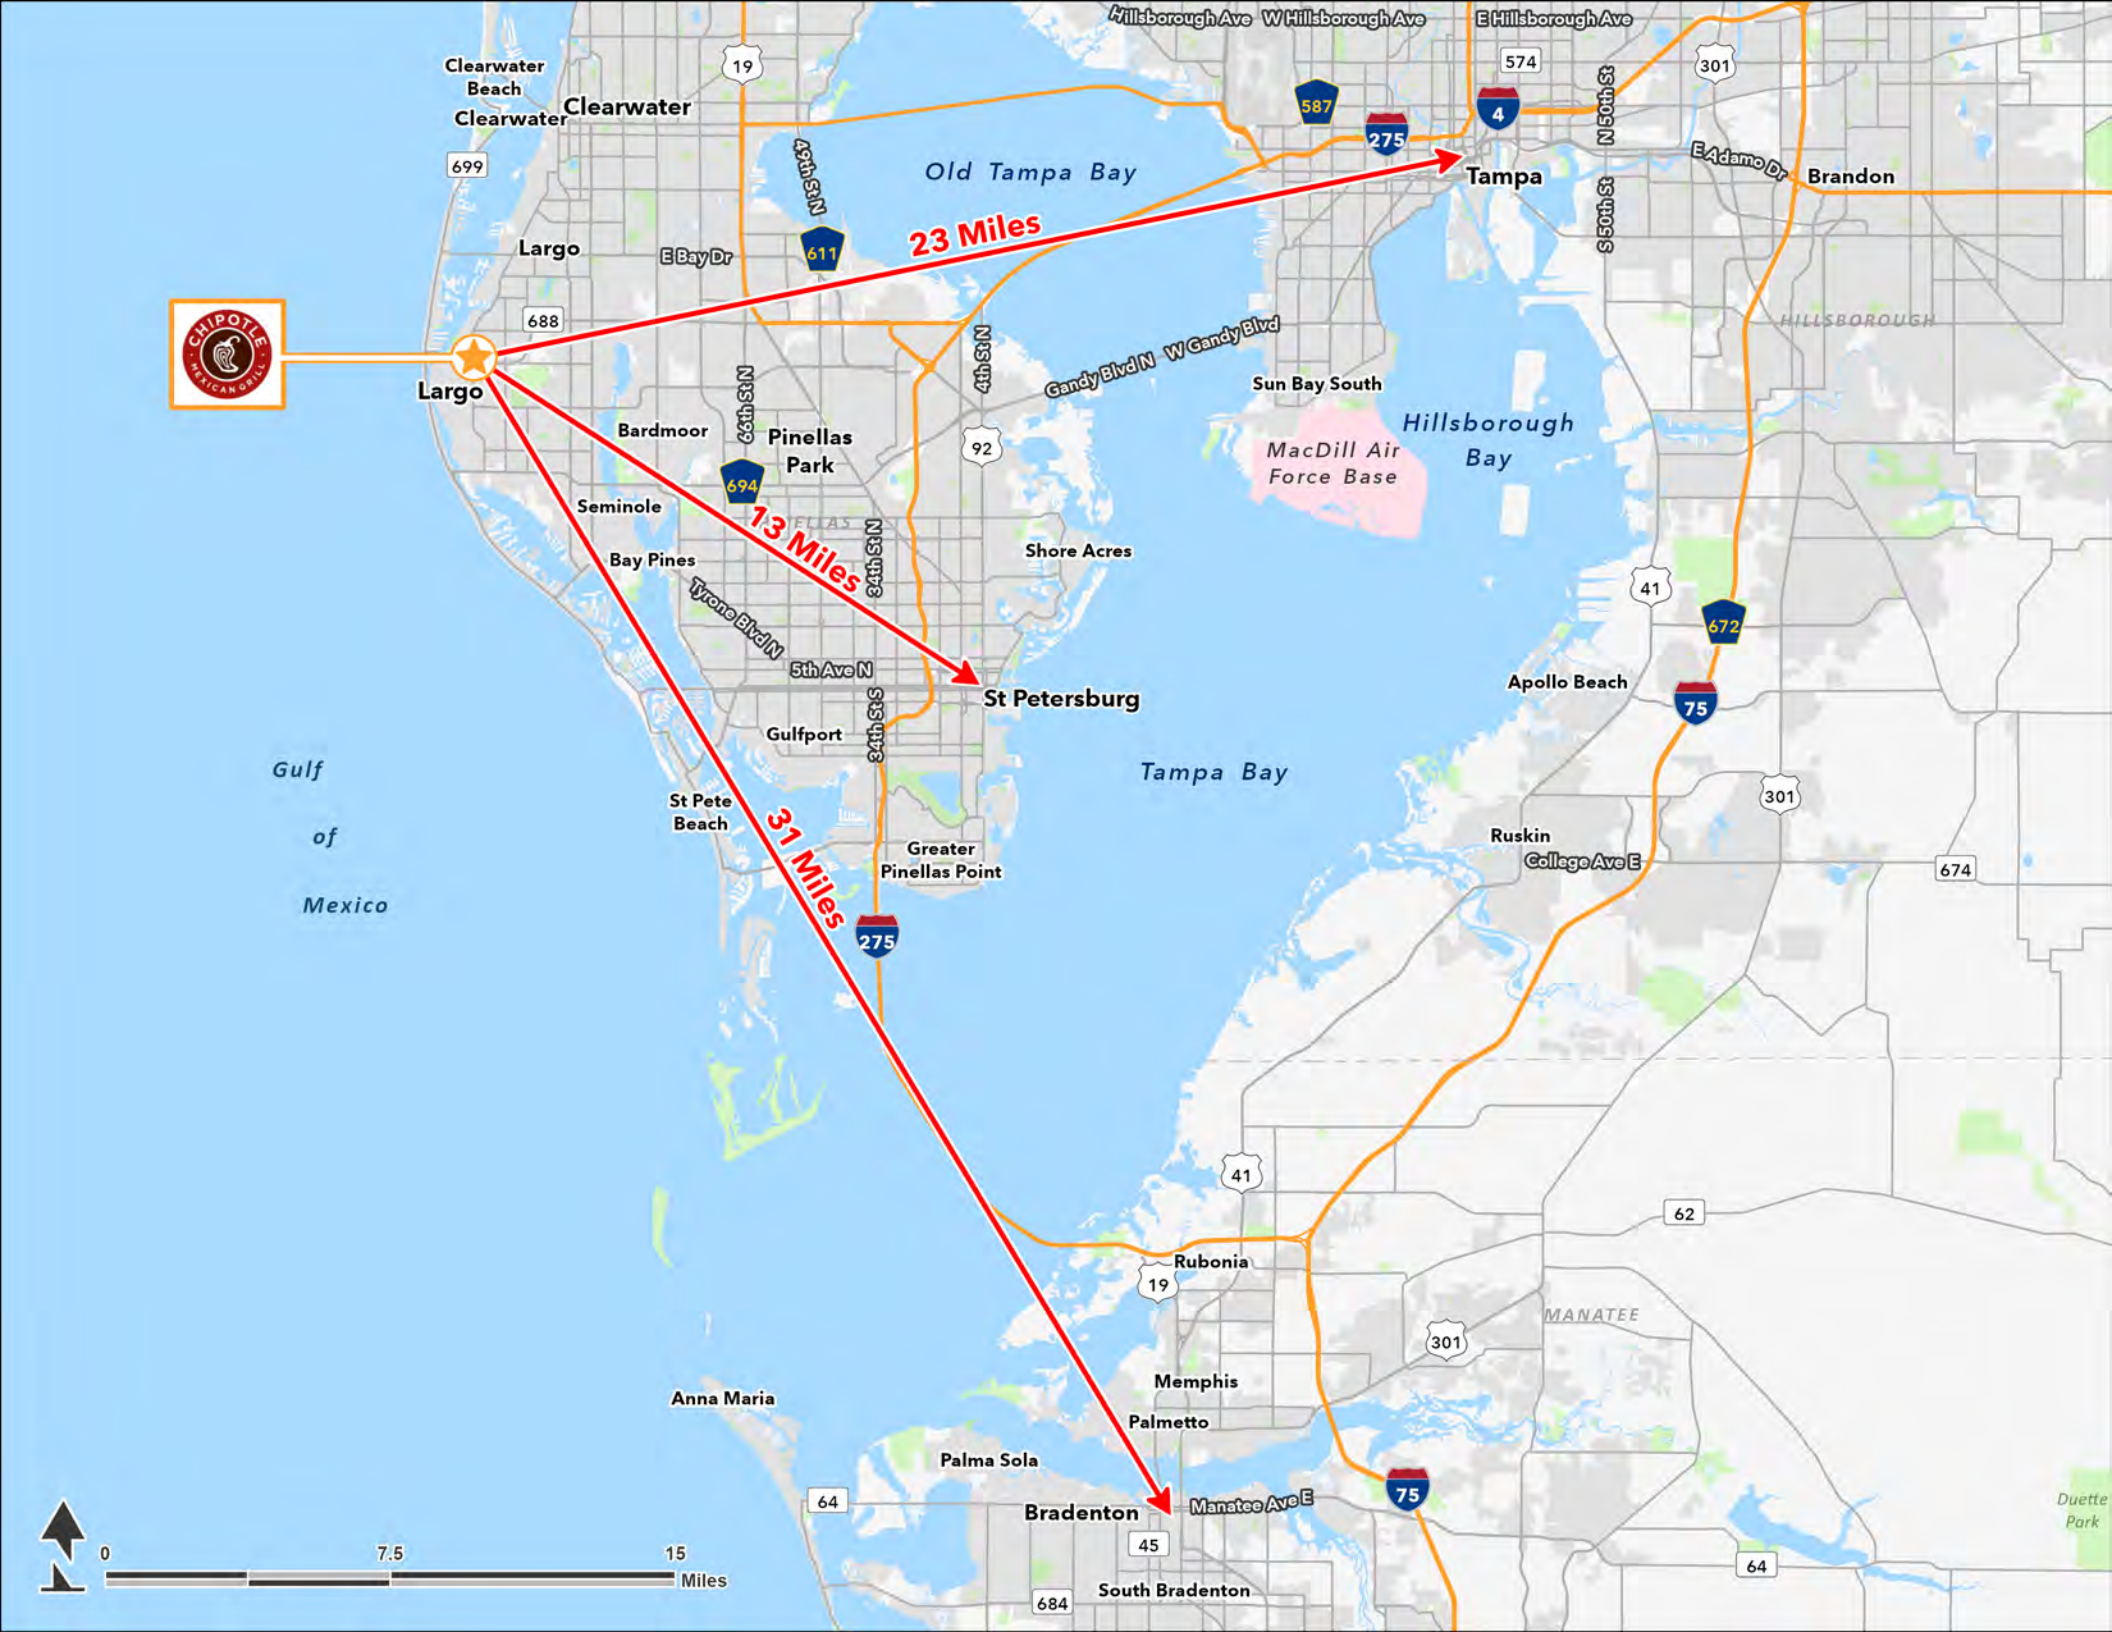 Hillsborough Ave
W Hillsborough Ave
E Hillsborough Ave
Clearwater
Beach
19
574
301
Clearwater
Clearwater
587
4
N 50th St
699
275
49th St N
Old Tampa Bay
E Adamo Dr
Tampa
Brandon
S 50th St
23 Miles
Largo
E Bay Dr
611
CHIPOTLE
MEXICAN GRILL
688
HILLSBOROUGH
4th St N
Gandy Blvd N
W Gandy Blvd
Largo
66th St N
Sun Bay South
Bardmoor
Pinellas
Park
92
Hillsborough
Bay
MacDill Air
Force Base
694
Seminole
13 Miles
34th St N
Shore Acres
Bay Pines
41
Tyrone Blvd N
672
5th Ave N
St Petersburg
Apollo Beach
75
34th St S
Gulfport
Gulf
of
Mexico
Tampa Bay
301
St Pete
Beach
31 Miles
Ruskin
College Ave E
674
Greater
Pinellas Point
275
41
62
Rubonia
19
MANATEE
301
Memphis
Anna Maria
Palmetto
Palma Sola
64
75
Manatee Ave E
Bradenton
Duette
Park
45
0
7.5
15
Miles
64
South Bradenton
684